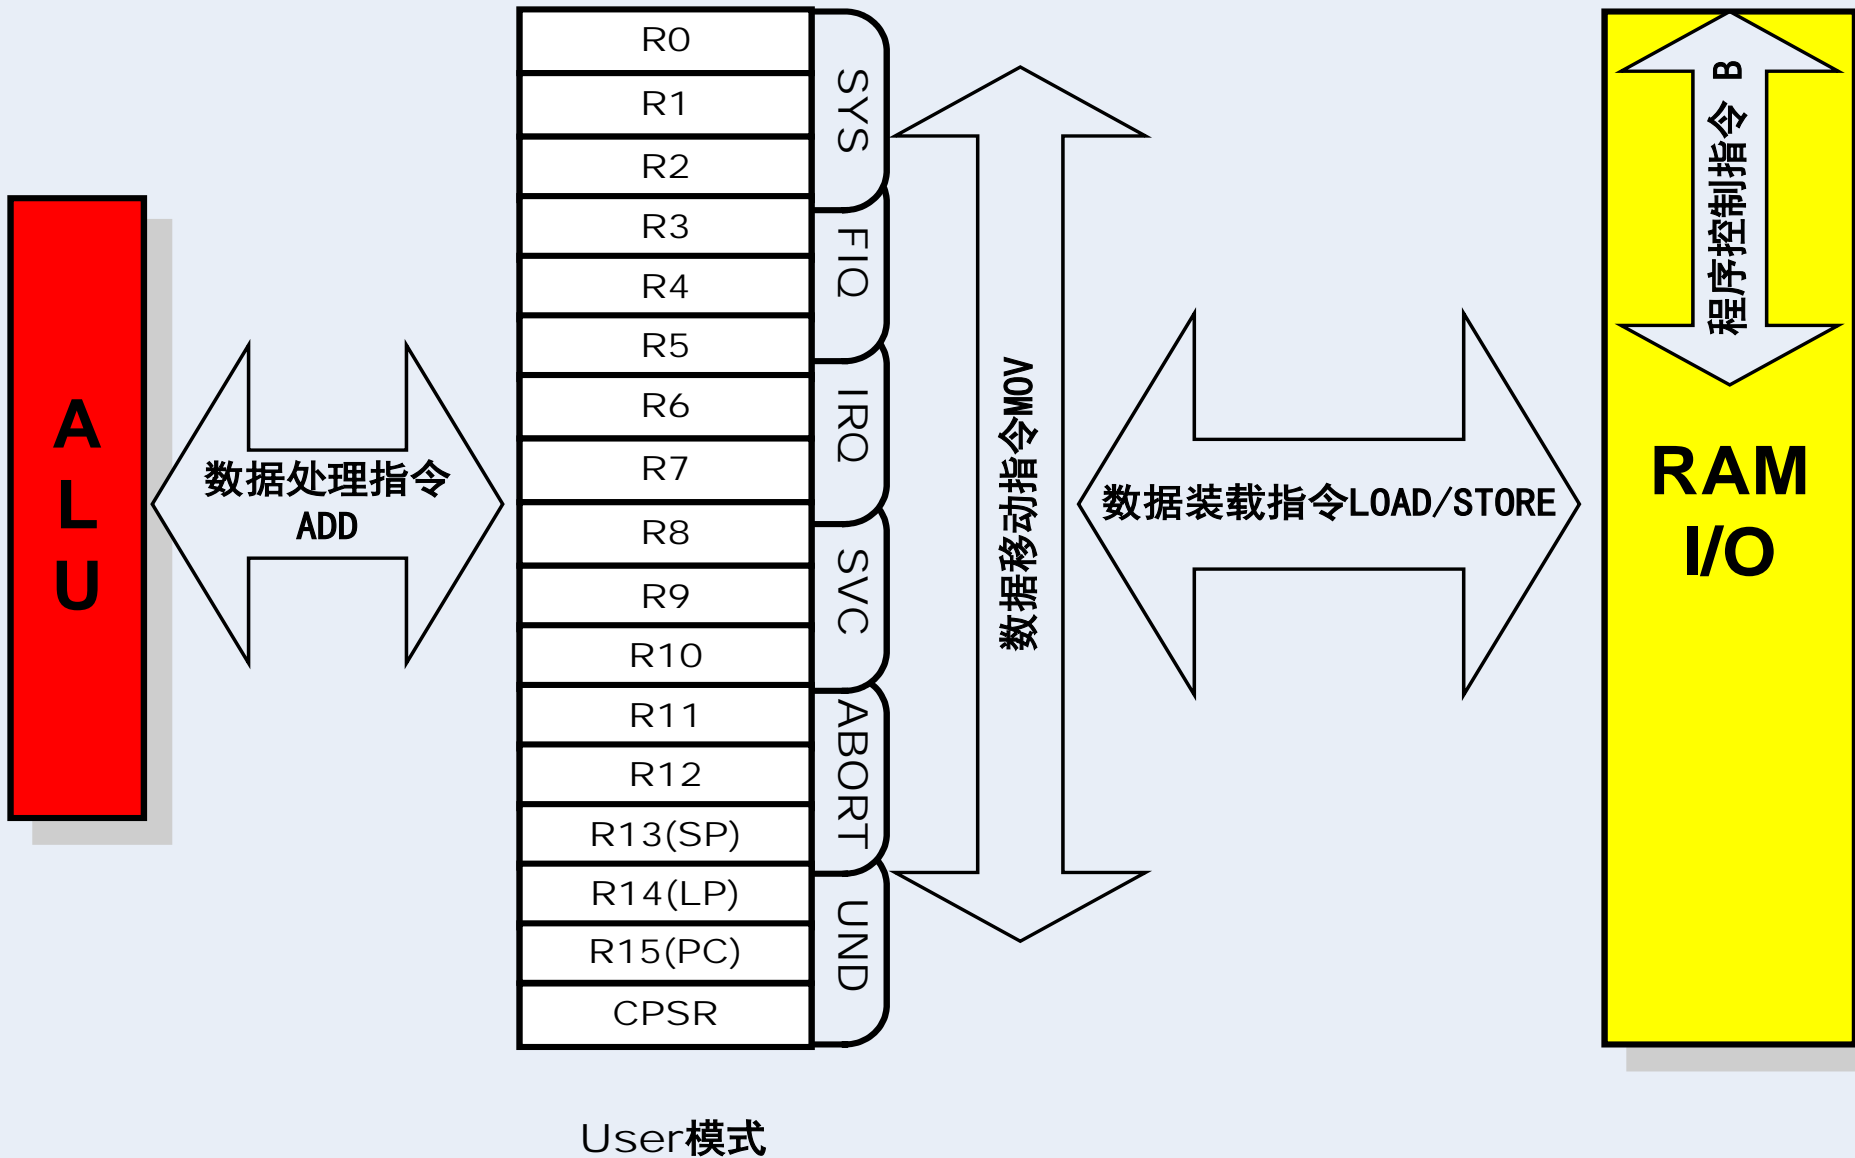 A
L
U
数据处理指令
ADD
R0
R1
R2
R3
R4
R5
R6
R7
R8
R9
R10
R11
R12
R13(SP)
R14(LP)
R15(PC)
CPSR
SYS
FIQ
IRQ
SVC
ABORT
UND
数据移动指令MOV
数据装载指令LOAD/STORE
程序控制指令 B
RAM
I/O
User模式